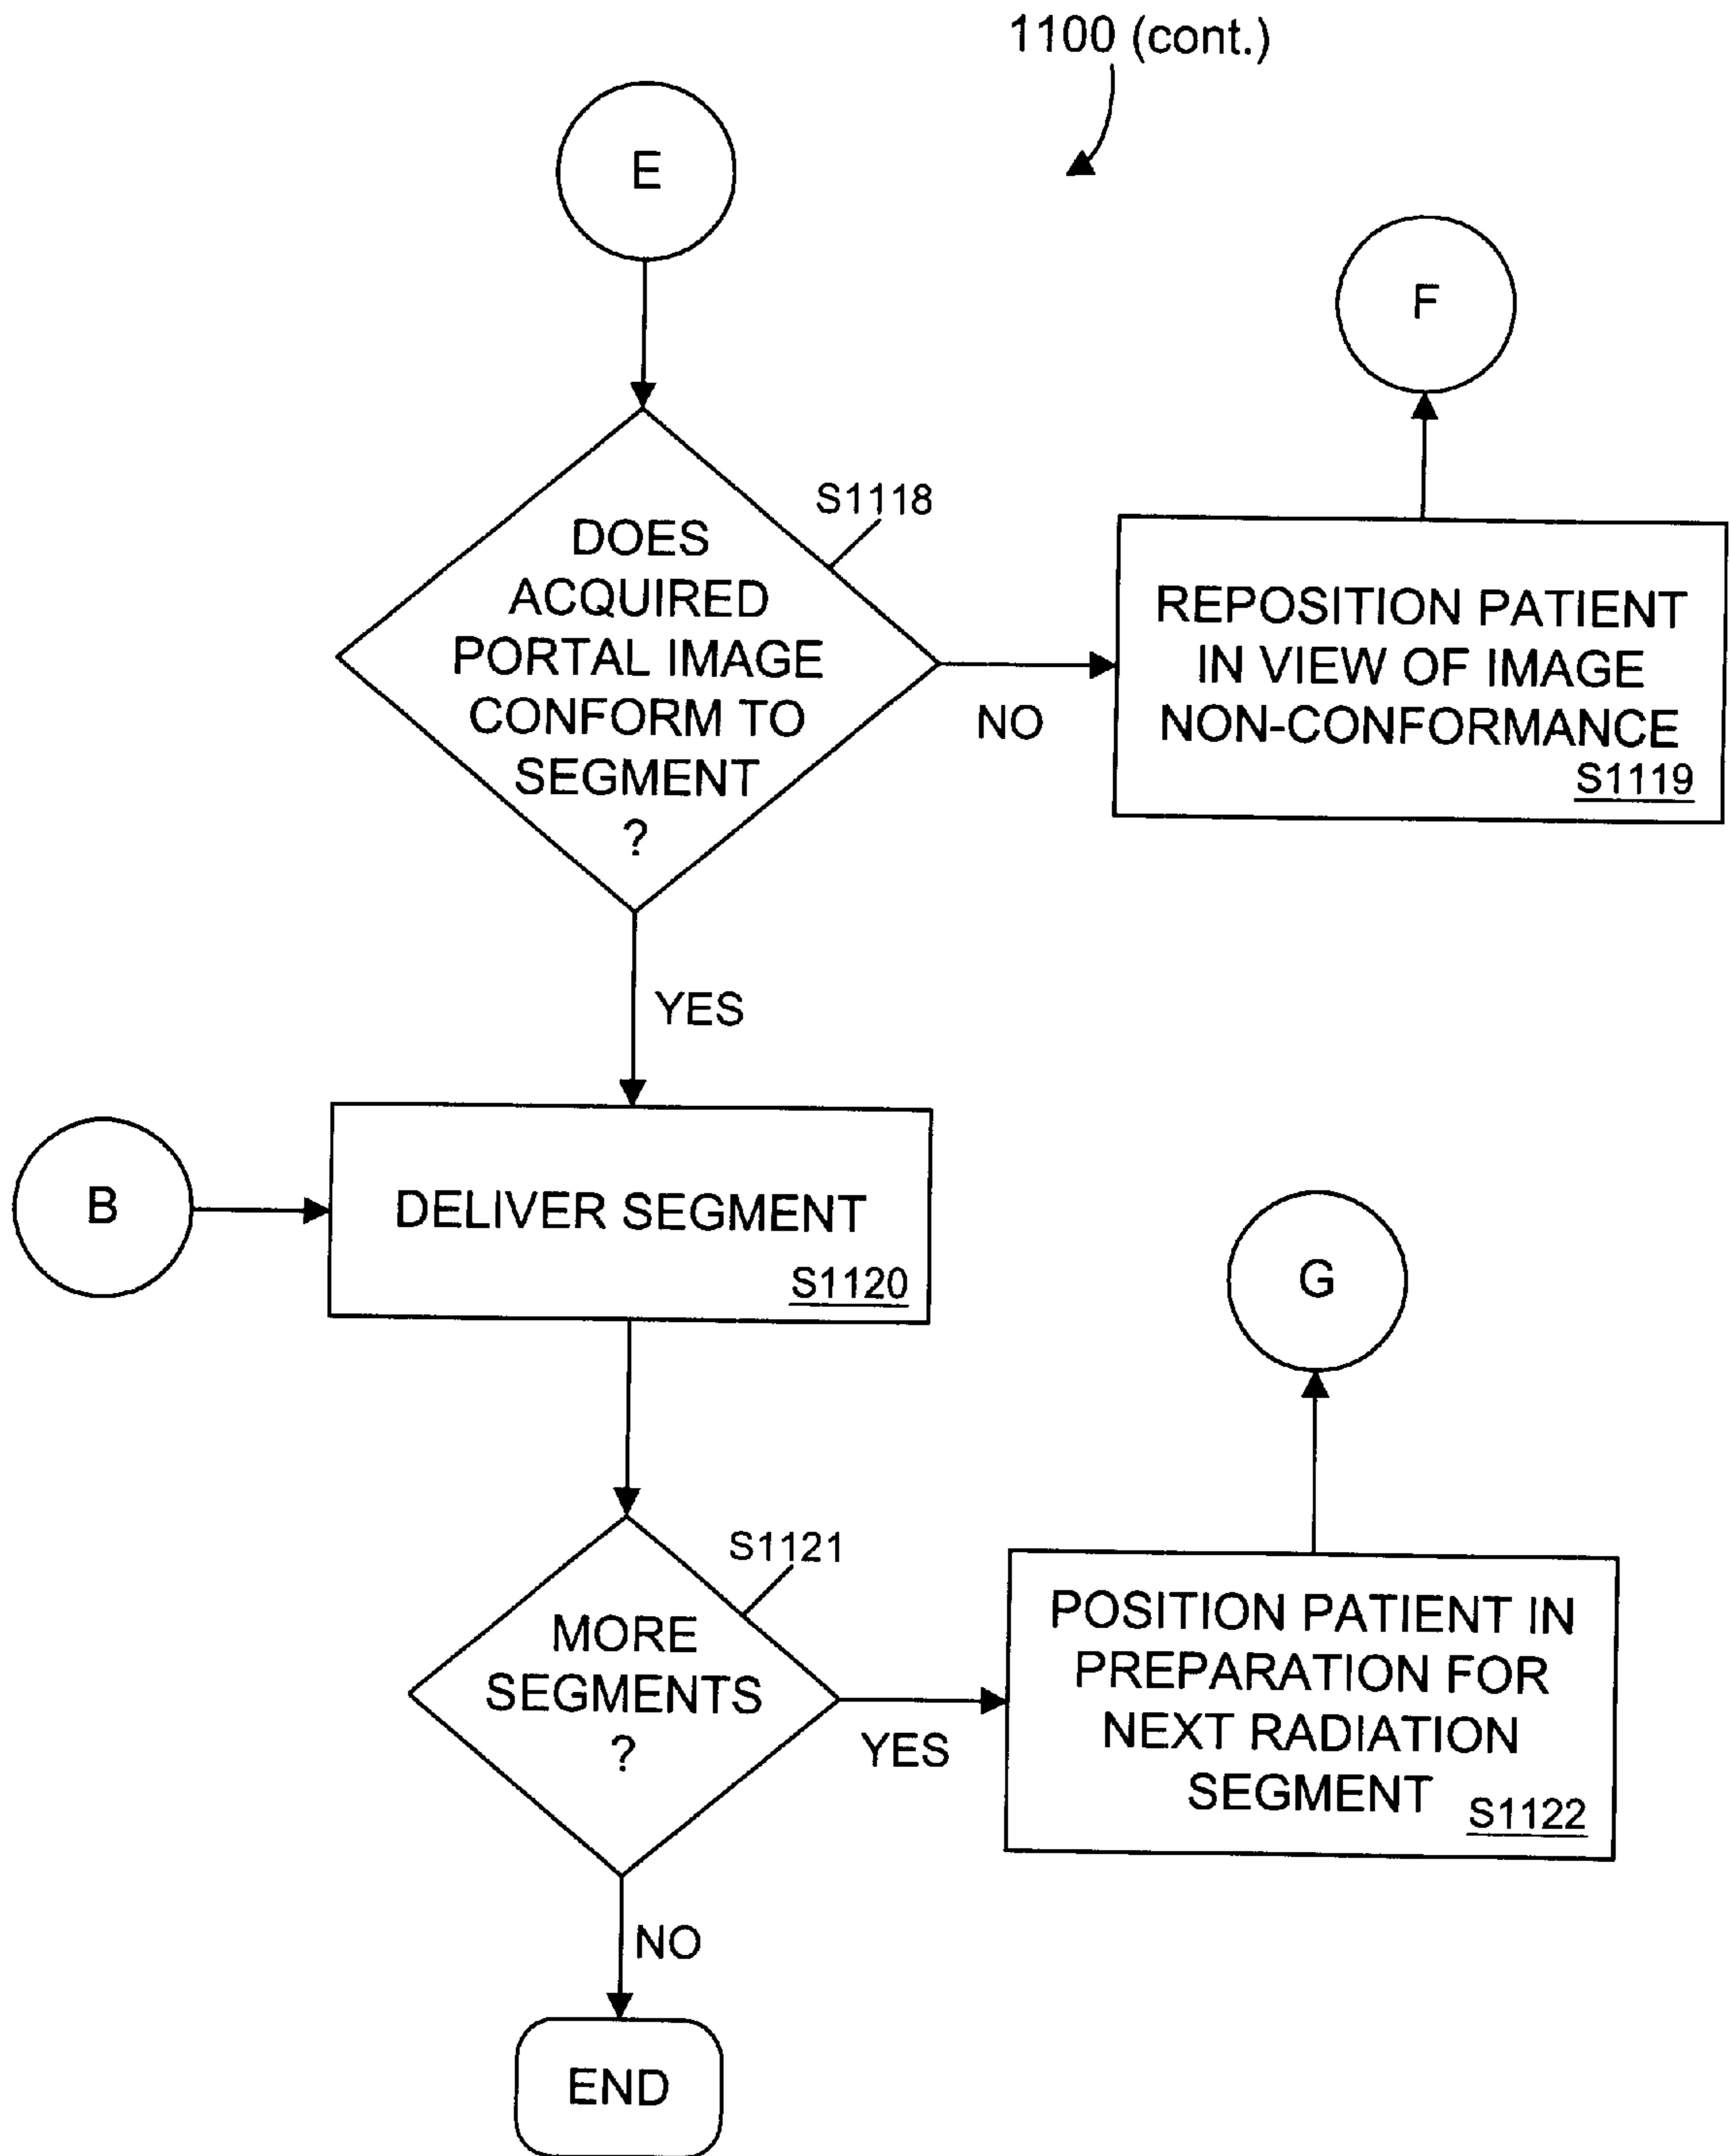 1100 (cont.)
E
F
S1118
DOES
ACQUIRED
PORTAL IMAGE
CONFORM TO
SEGMENT
?
NO
REPOSITION PATIENT
IN VIEW OF IMAGE
NON-CONFORMANCE
S1119
YES
B
DELIVER SEGMENT
S1120
G
S1121
MORE
SEGMENTS
?
YES
POSITION PATIENT IN
PREPARATION FOR
NEXT RADIATION
SEGMENT
S1122
NO
END